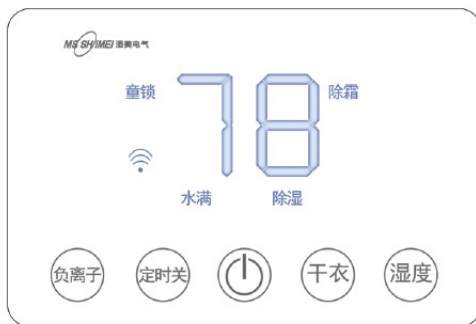 MS SHIMEI 湿美电气
童锁
78
除霜
水满
除湿
负离子
定时关
干衣
湿度